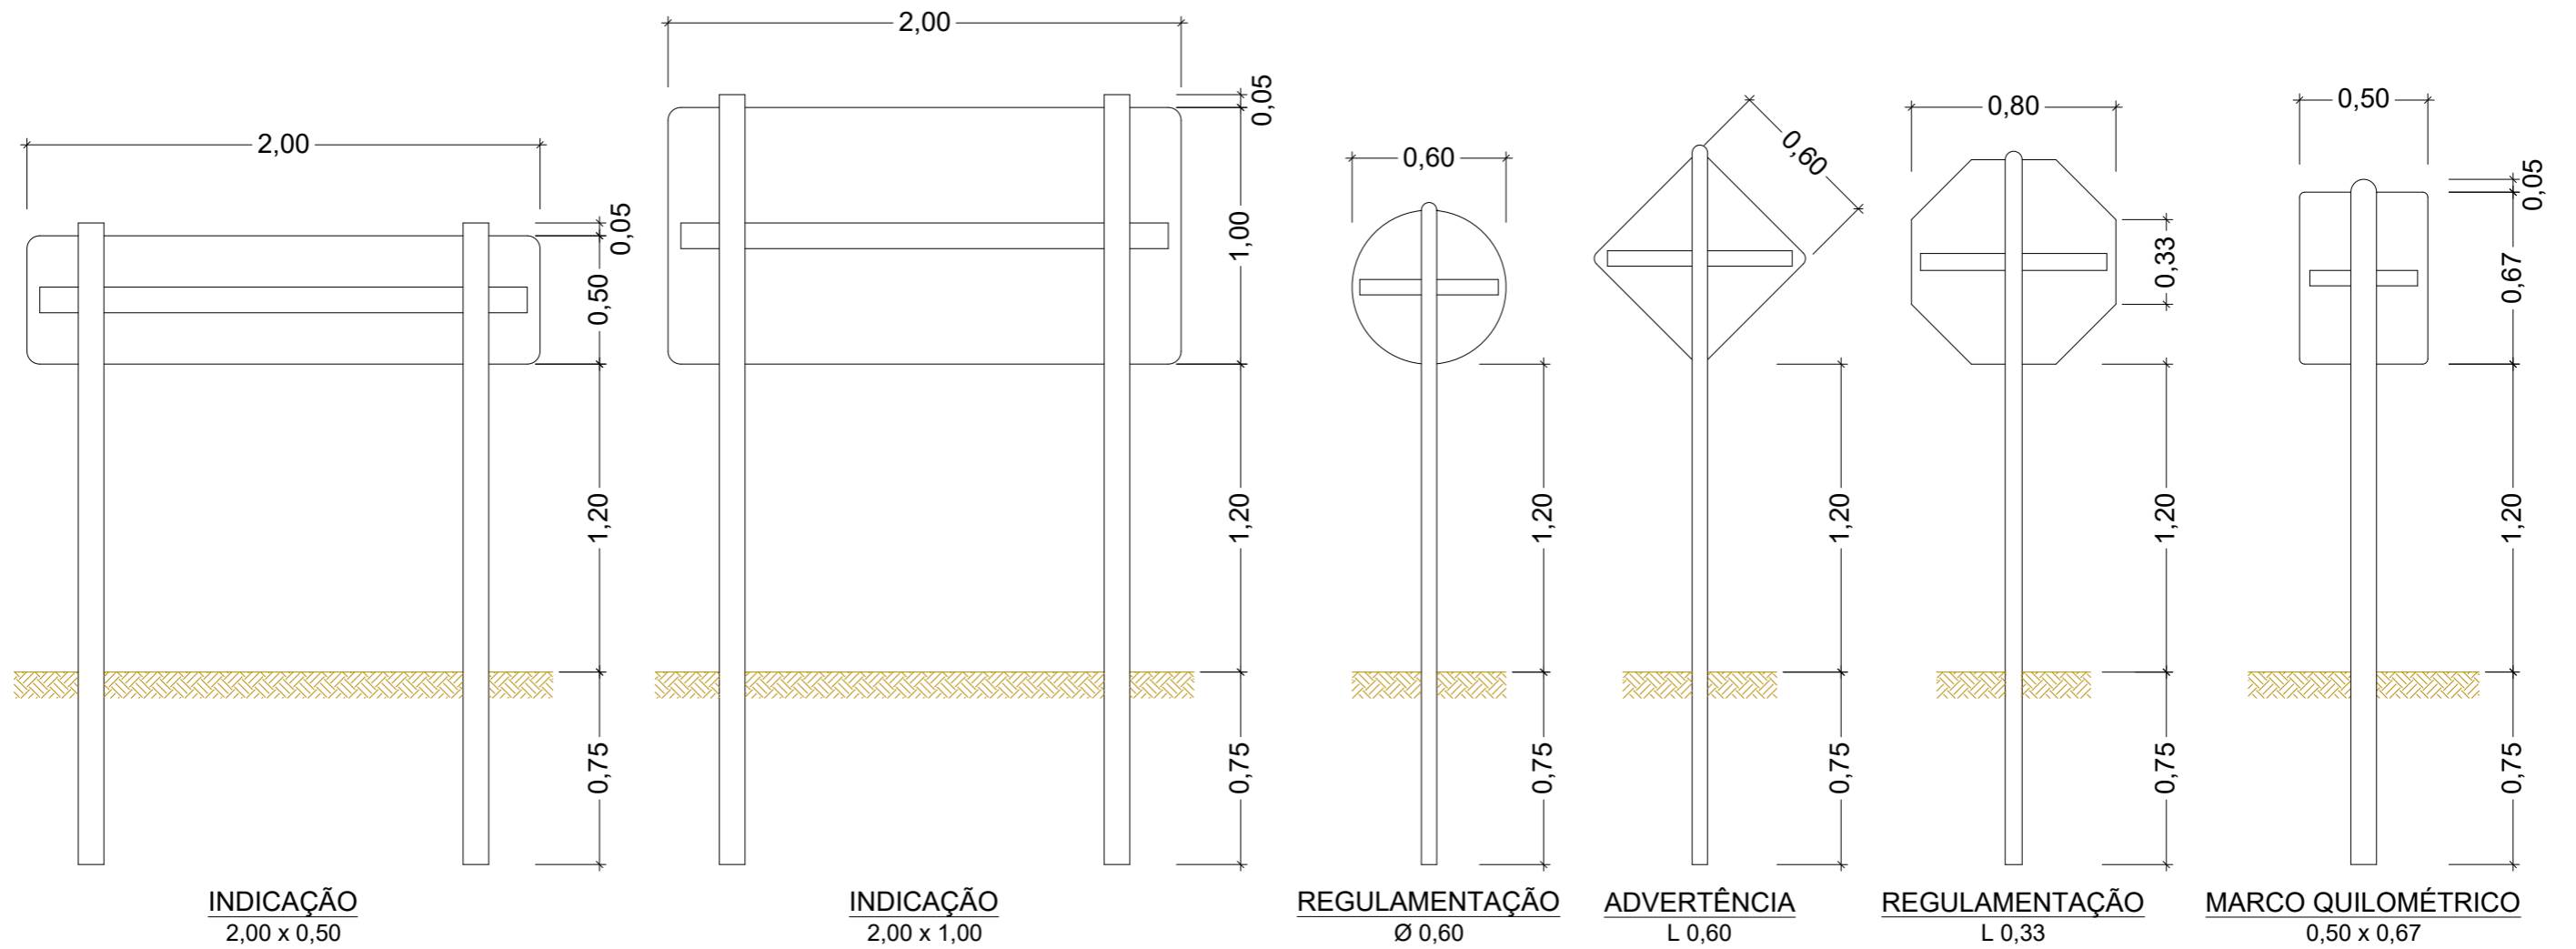 2,00
0,05
0,50
1,20
0,75
INDICAÇÃO
2,00 x 0,50
2,00
0,05
1,00
1,20
0,75
INDICAÇÃO
2,00 x 1,00
0,60
1,20
0,75
REGULAMENTAÇÃO
Ø 0,60
0,60
1,20
0,75
ADVERTÊNCIA
L 0,60
0,80
0,33
1,20
0,75
REGULAMENTAÇÃO
L 0,33
0,50
0,05
0,67
1,20
0,75
MARCO QUILOMÉTRICO
0,50 x 0,67